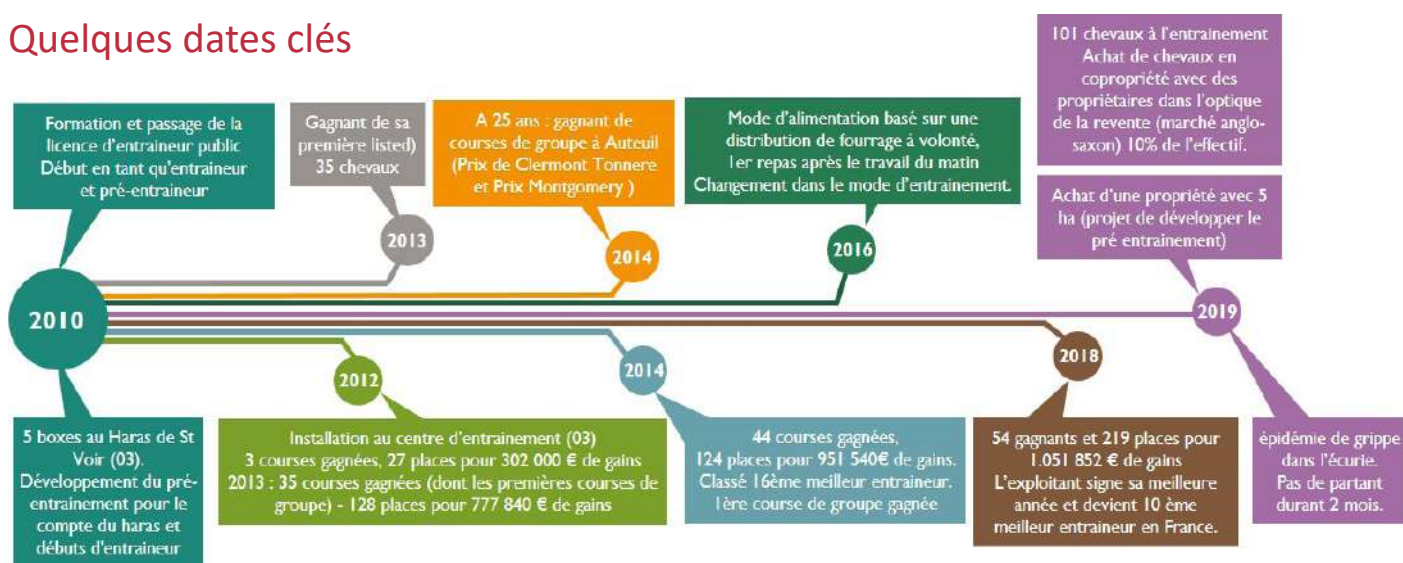 Quelques dates clés
Formation et passage de la
licence d'entraineur public
Début en tant qu'entraineur
et pré-entraineur
Gagnant de sa
première listed)
35 chevaux
A 25 ans : gagnant de
courses de groupe à Auteuil
(Prix de Clermont Tonnere
et Prix Montgomery )
Mode d'alimentation basé sur une
distribution de fourrage à volonté,
1er repas après le travail du matin
Changement dans le mode d'entrainement.
101 chevaux à l'entrainement
Achat de chevaux en
copropriété avec des
propriétaires dans l'optique
de la revente (marché anglo-
saxon) 10% de l'effectif.
Achat d'une propriété avec 5
ha (projet de développer le
pré entrainement)
2013
2014
2016
2010
2019
2012
2014
2018
5 boxes au Haras de St
Voir (03).
Développement du pré-
entrainement pour le
compte du haras et
débuts d'entraineur
Installation au centre d'entrainement (03)
3 courses gagnées, 27 places pour 302 000 € de gains
2013 : 35 courses gagnées (dont les premières courses de
groupe) - 128 places pour 777 840 € de gains
44 courses gagnées,
124 places pour 951 540€ de gains.
Classé 16ème meilleur entraineur.
1ère course de groupe gagnée
54 gagnants et 219 places pour
1.051 852 € de gains
L'exploitant signe sa meilleure
année et devient 10 ème
meilleur entraineur en France.
épidémie de grippe
dans l'écurie.
Pas de partant
durant 2 mois.